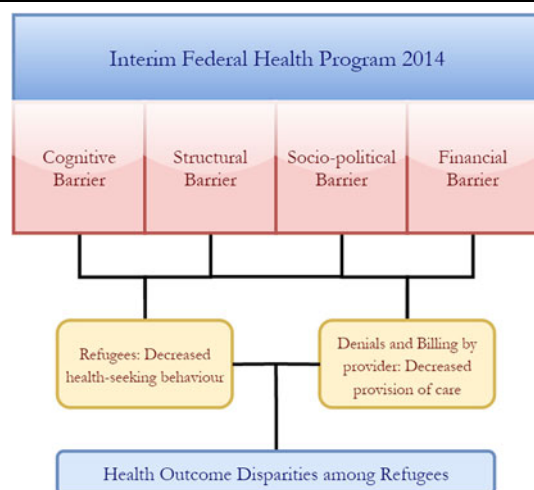 Interim Federal Health Program 2014
Cognitive
Barrier
Structural
Barrier
Socio-political
Barrier
Financial
Barrier
Refugees: Decreased
health-seeking behaviour
Denials and Billing by
provider: Decreased
provision of care
Health Outcome Disparities among Refugees